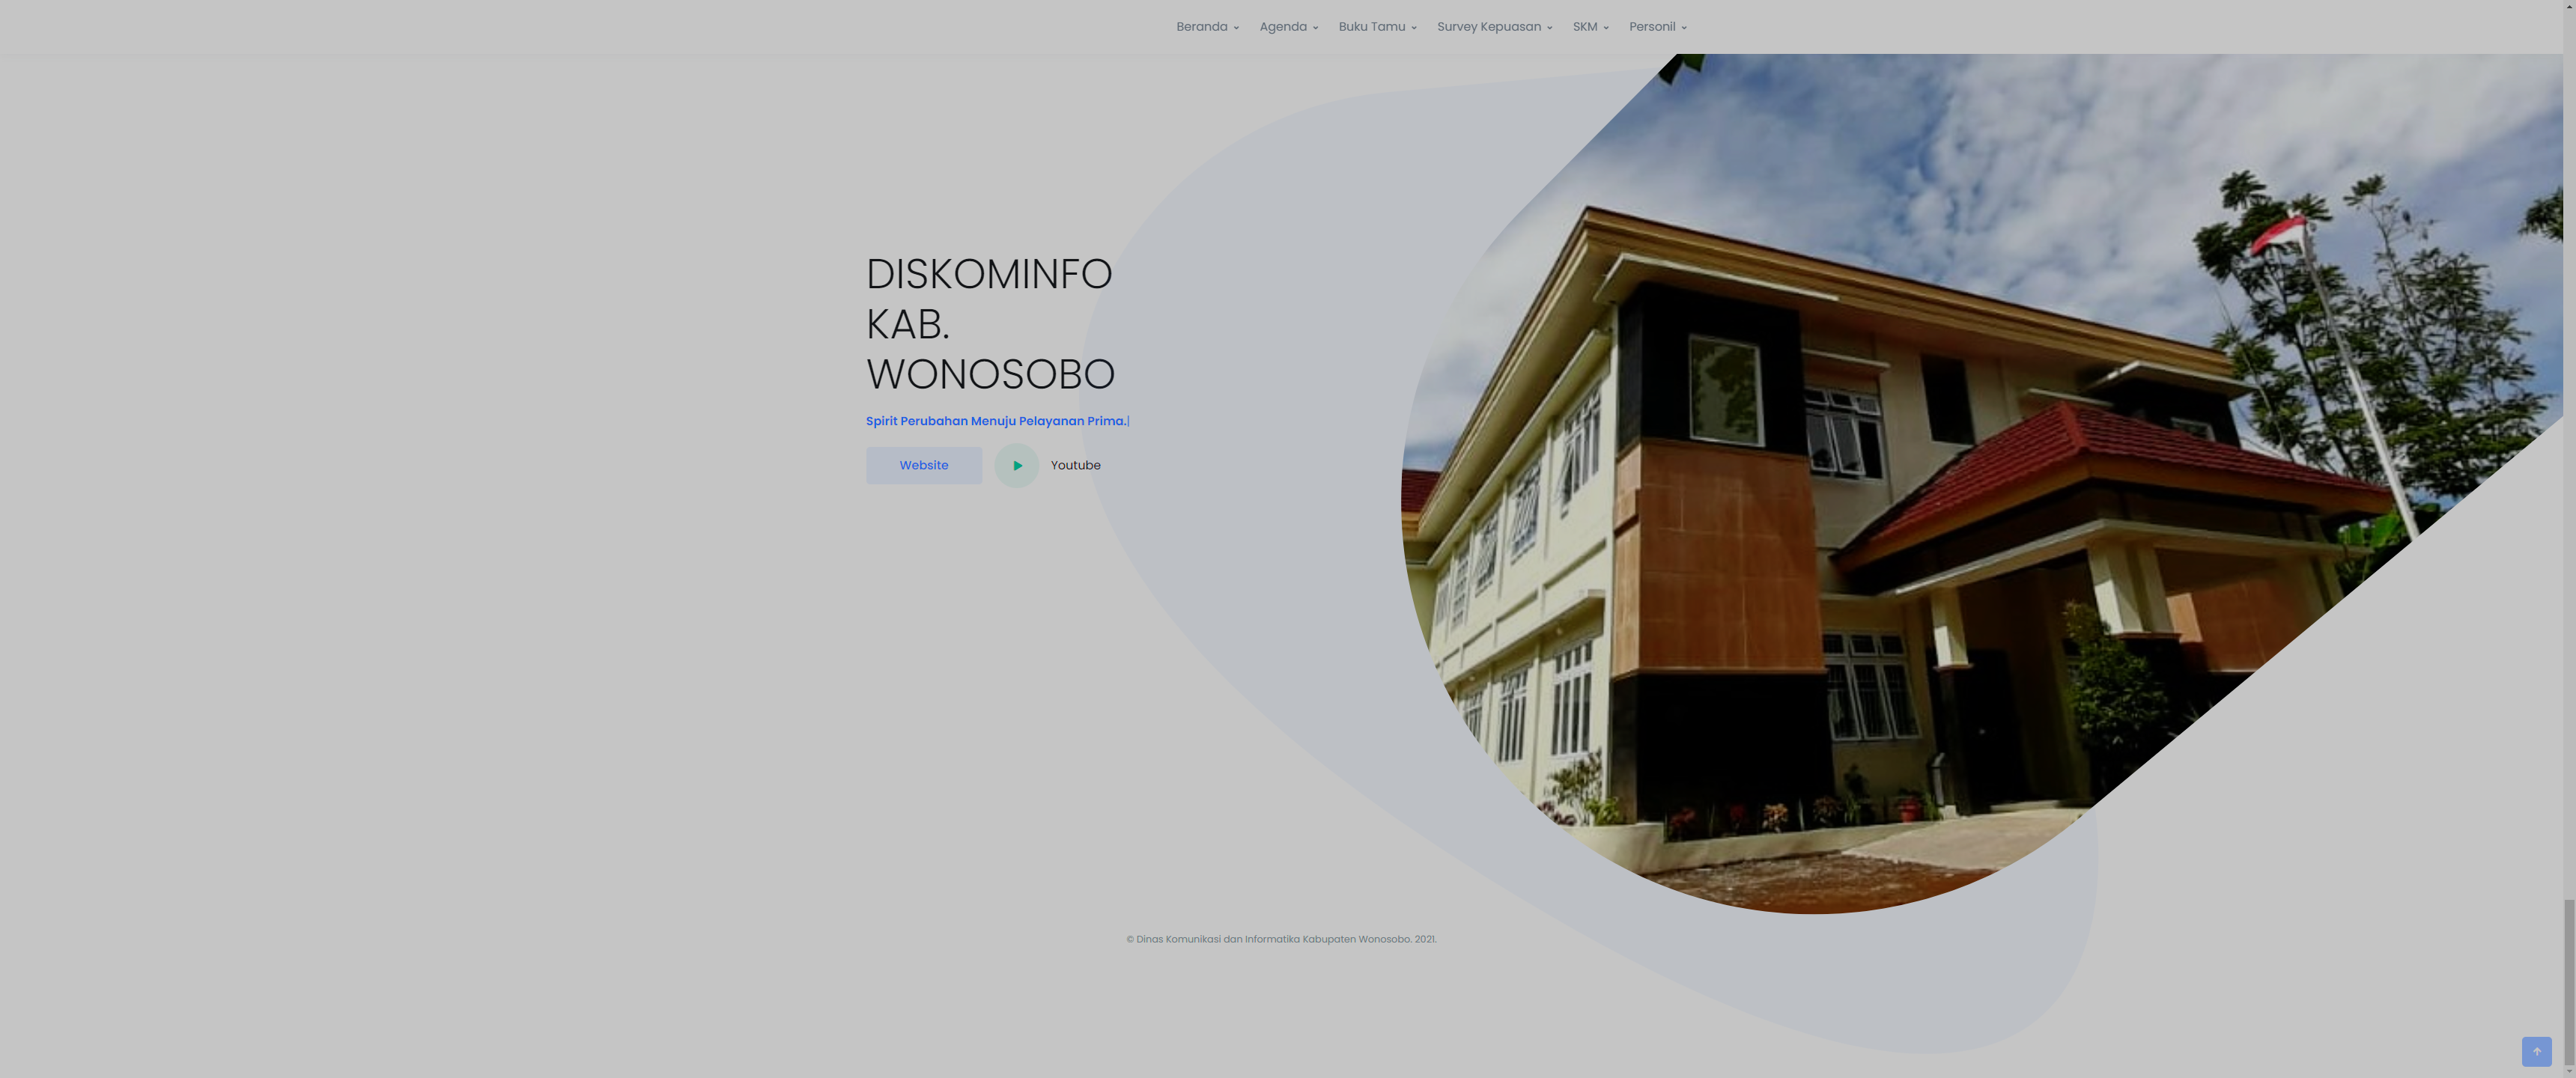 Beranda Agenda Buku Tamu Survey Kepuasan SKM Personil
DISKOMINFO
KAB.
WONOSOBO
Spirit Perubahan Menuju Pelayanan Prima.|
Website Youtube
© Dinas Komunikasi dan Informatika Kabupaten Wonosobo. 2021.